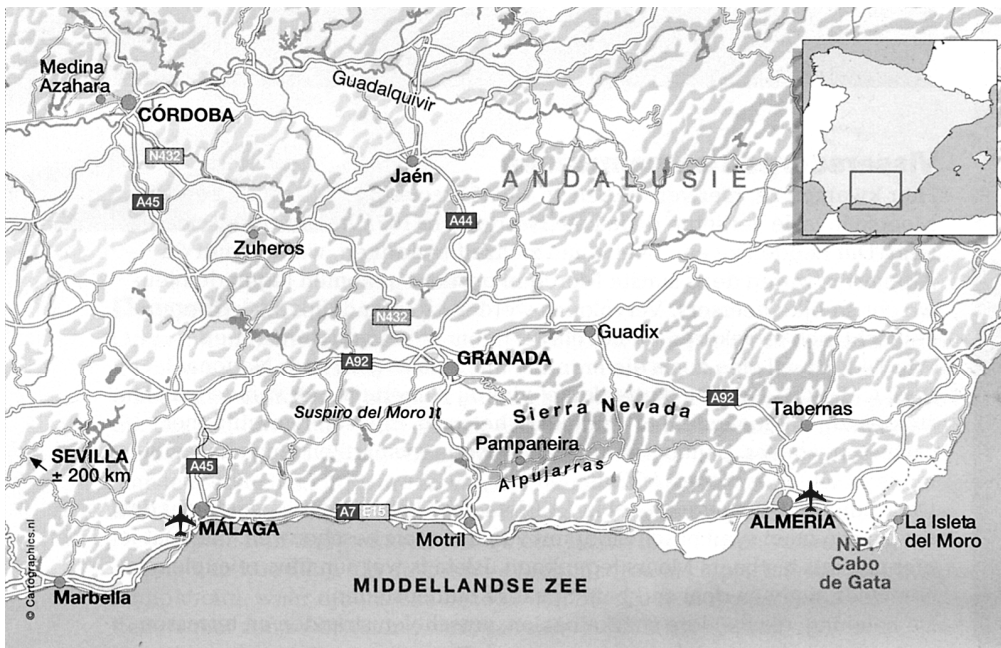 Medina
Azahara
CÓRDOBA
Guadalquivir
N432
Jaén
ANDALUSIË
A45
A44
Zuheros
N432
Guadix
GRANADA
A92
A92
Suspiro del Moro
Sierra Nevada
Tabernas
Pampaneira
Alpujarras
SEVILLA
± 200 km
A45
MÁLAGA
A7 E15
Motril
ALMERÍA
La Isleta
del Moro
N.P.
Cabo
de Gata
Marbella
MIDDELLANDSE ZEE
© Cartographics.nl